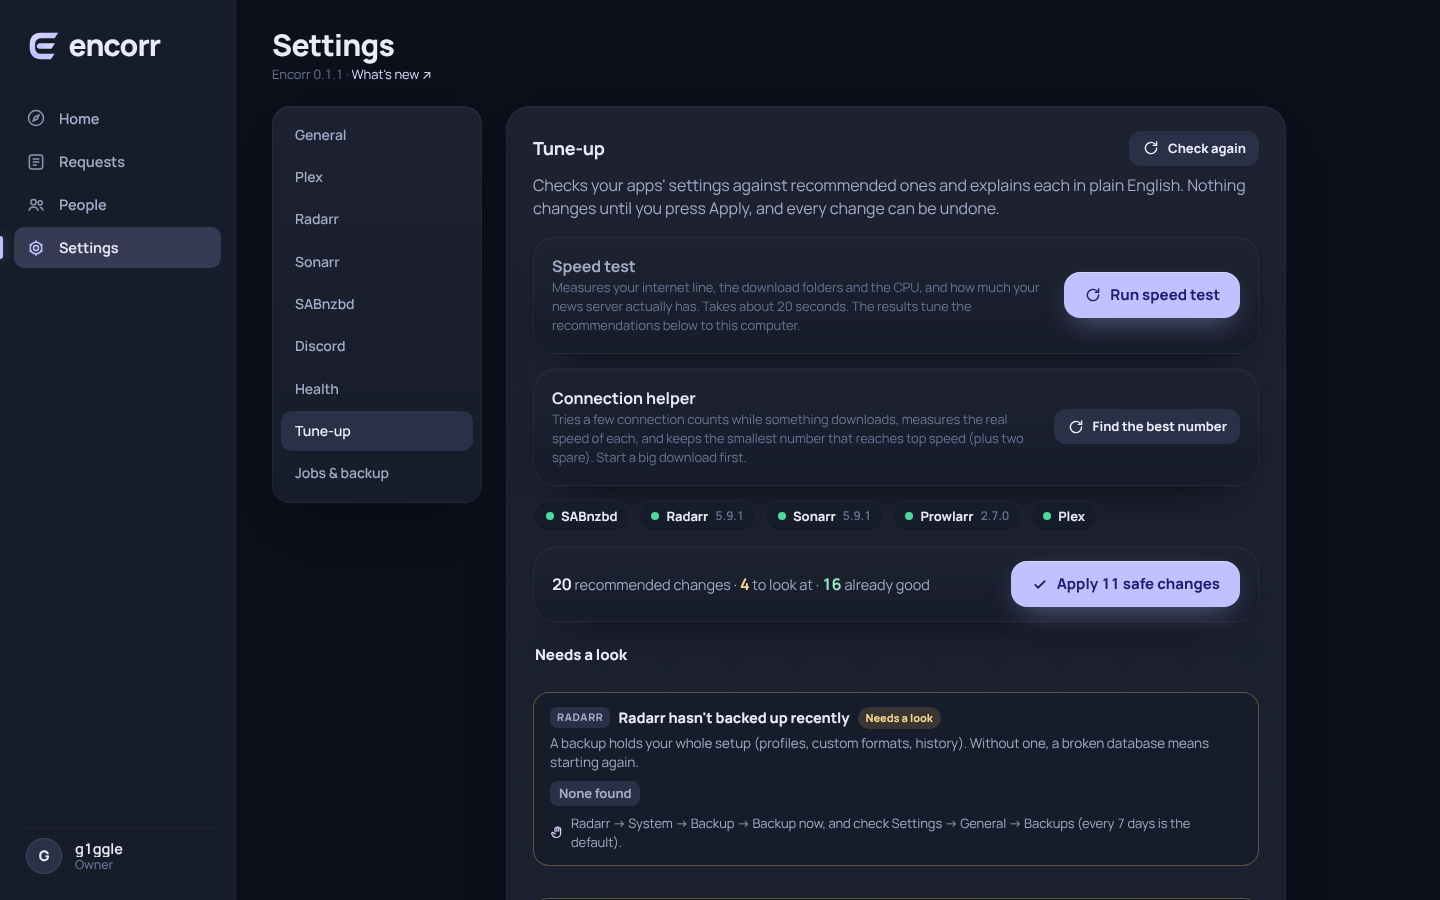 encorr
Home
Requests
People
Settings
G
g1ggle
Owner
Settings
Encorr 0.1.1 · What's new ↗
General
Plex
Radarr
Sonarr
SABnzbd
Discord
Health
Tune-up
Jobs & backup
Tune-up
Check again
Checks your apps' settings against recommended ones and explains each in plain English. Nothing
changes until you press Apply, and every change can be undone.
Speed test
Measures your internet line, the download folders and the CPU, and how much your
news server actually has. Takes about 20 seconds. The results tune the
recommendations below to this computer.
Run speed test
Connection helper
Tries a few connection counts while something downloads, measures the real
speed of each, and keeps the smallest number that reaches top speed (plus two
spare). Start a big download first.
Find the best number
SABnzbd
Radarr 5.9.1
Sonarr 5.9.1
Prowlarr 2.7.0
Plex
20 recommended changes · 4 to look at · 16 already good
Apply 11 safe changes
Needs a look
RADARR Radarr hasn't backed up recently Needs a look
A backup holds your whole setup (profiles, custom formats, history). Without one, a broken database means
starting again.
None found
Radarr → System → Backup → Backup now, and check Settings → General → Backups (every 7 days is the
default).